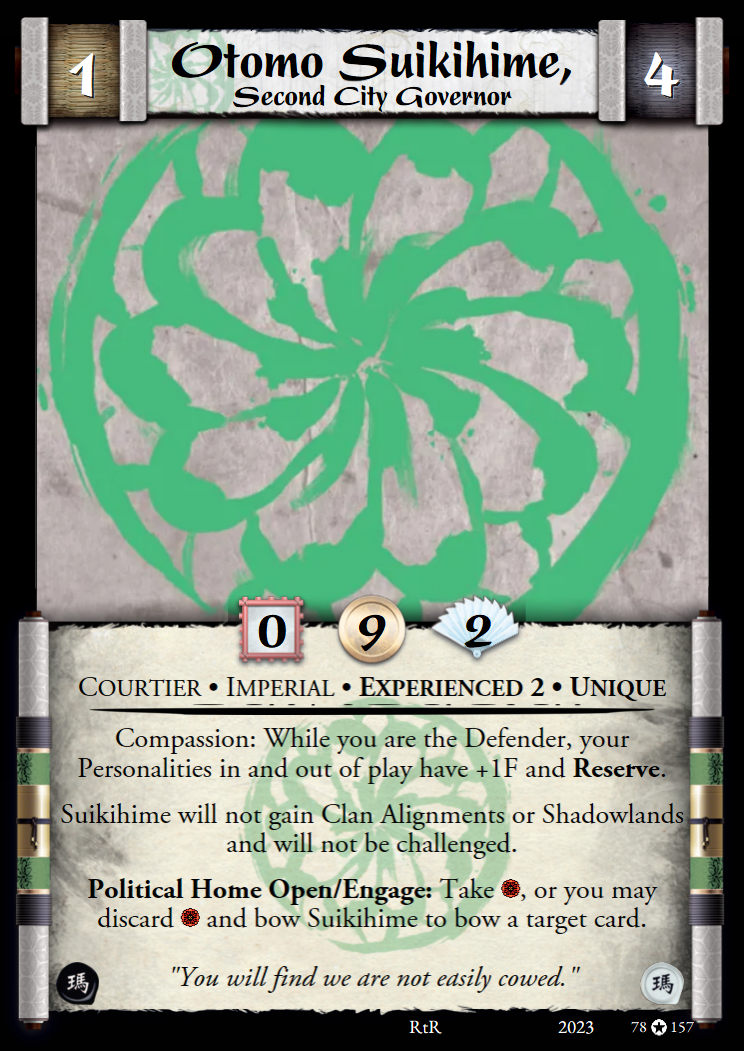 1
Otomo Suikihime,
Second City Governor
4
0
9
2
COURTIER • IMPERIAL • EXPERIENCED 2 • UNIQUE
Compassion: While you are the Defender, your
Personalities in and out of play have +1F and Reserve.
Suikihime will not gain Clan Alignments or Shadowlands
and will not be challenged.
Political Home Open/Engage: Take , or you may
discard and bow Suikihime to bow a target card.
"You will find we are not easily cowed."
瑪
瑪
RtR
2023
78 157